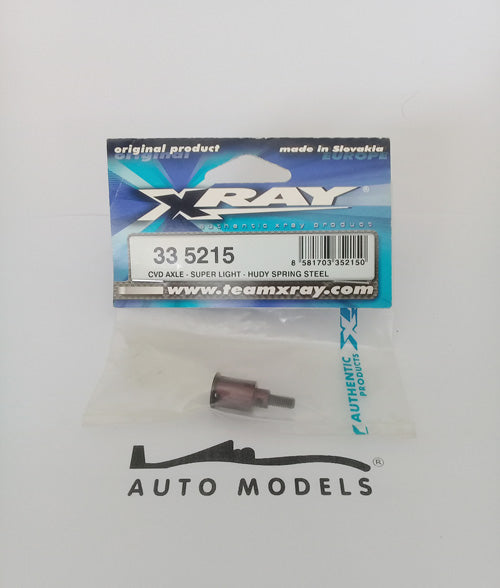 original product
original
made in Slovakia
EUROPE
XRAY®
authentic xray product
33 5215
8 581703 352150
CVD AXLE - SUPER LIGHT - HUDY SPRING STEEL
www.teamxray.com
AUTHENTIC
PRODUCTS
X
®
AUTO MODELS